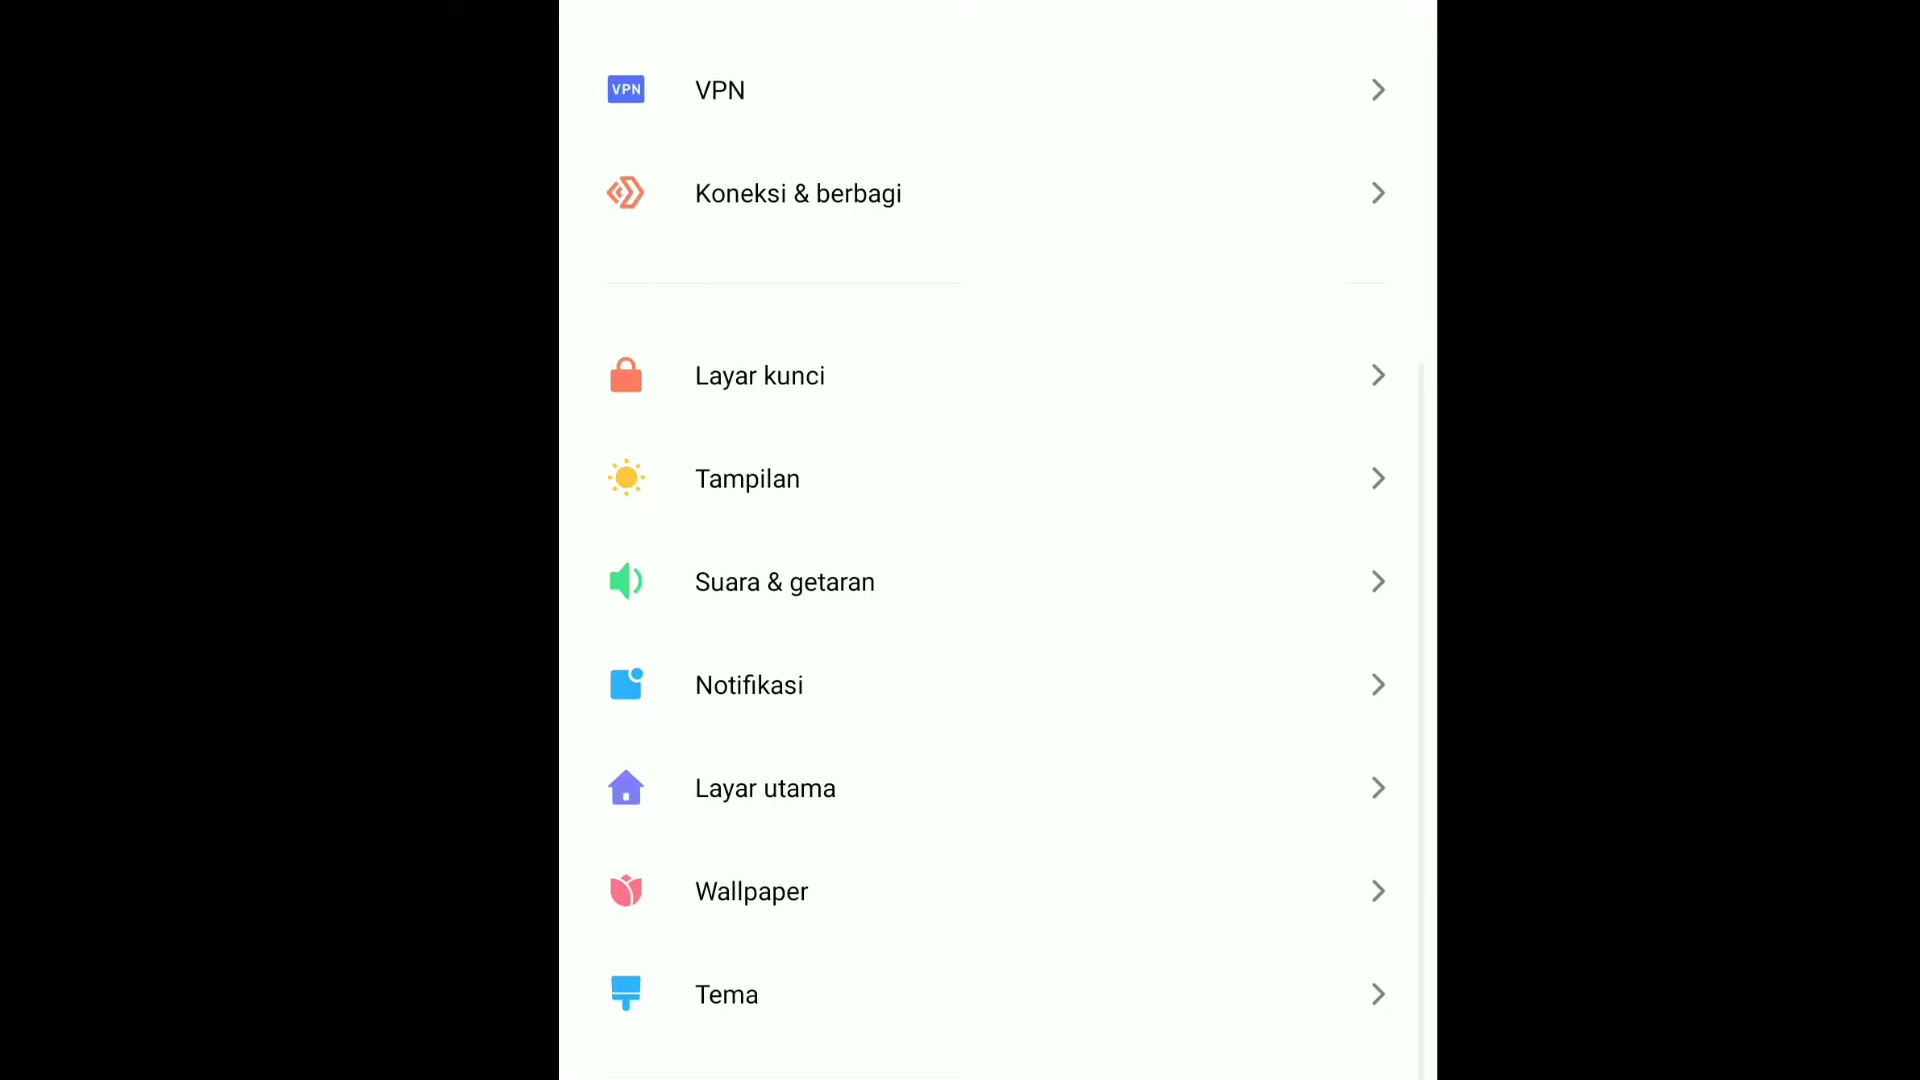 VPN VPN
Koneksi & berbagi
Layar kunci
Tampilan
Suara & getaran
Notifikasi
Layar utama
Wallpaper
Tema